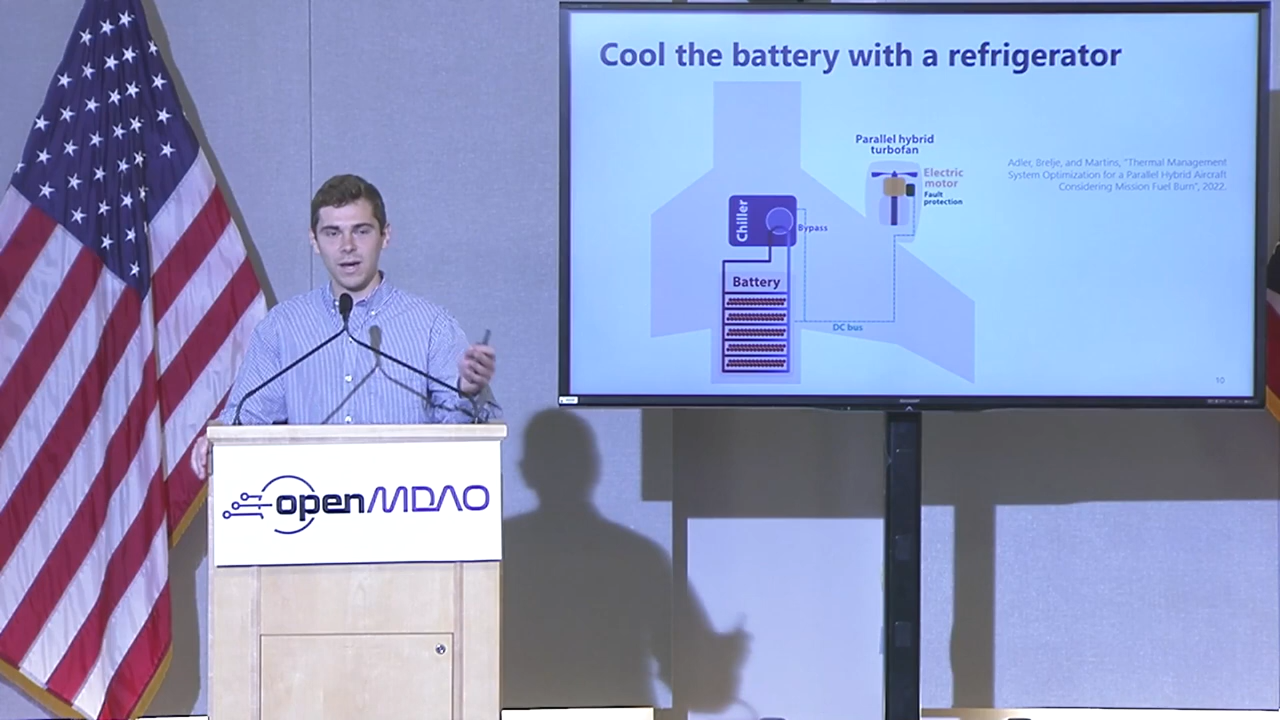 Cool the battery with a refrigerator
Parallel hybrid
turbofan
Electric
motor
Fault
protection
Adler, Brelje, and Martins, "Thermal Management
System Optimization for a Parallel Hybrid Aircraft
Considering Mission Fuel Burn", 2022.
Chiller
Bypass
Battery
DC bus
10
openMDAO